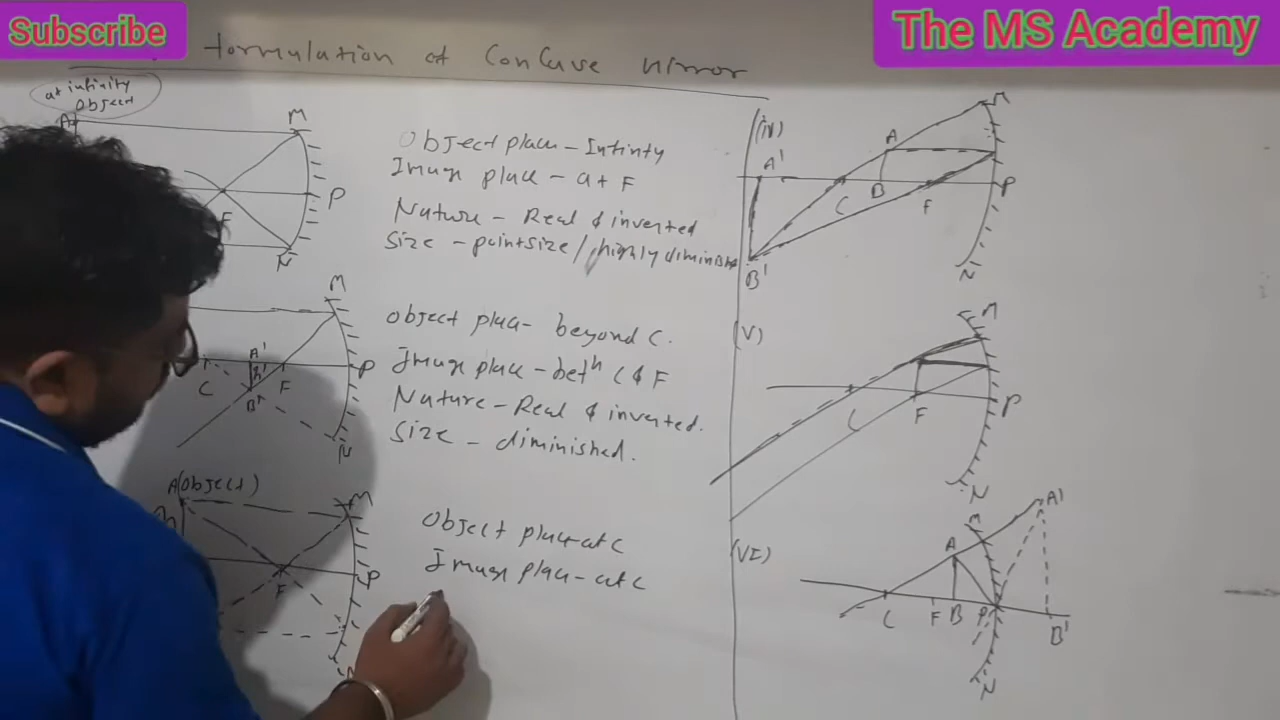 Subscribe
The MS Academy
formulation of Concave mirror
at infinity
object
A
M
F
P
N
Object place - Infinity
Image place - at F
Nature - Real & inverted
Size - pointsize / highly diminish
M
A'
h'
P
C
B'
F
N
object place - beyond C.
Image place - betⁿ C & F
Nature - Real & inverted.
Size - diminished.
A(object)
M
h
F
P
N
Object place - at C
Image place - at C
(iv)
M
A
A'
B
P
C
F
N
B'
(V)
M
C
F
P
N
(VI)
M
A'
A
C
F
B
P
B'
N